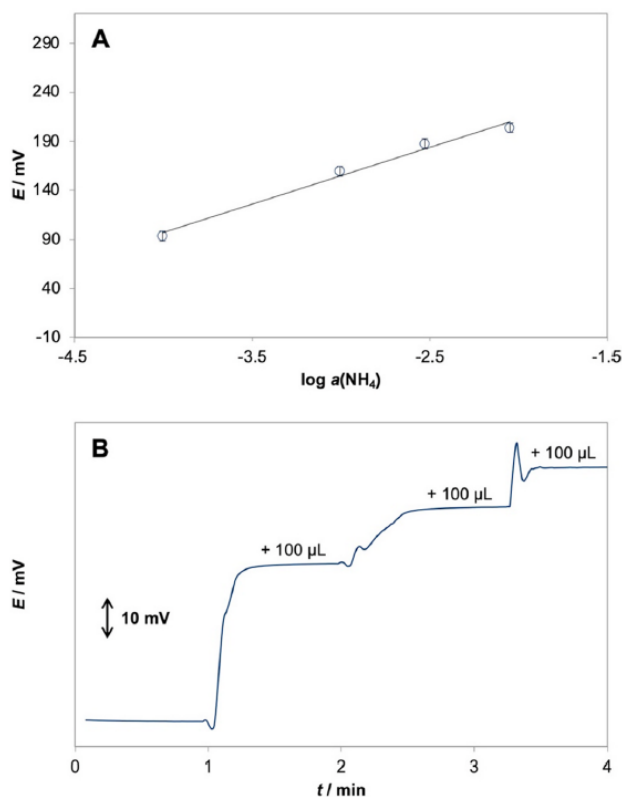 A
290
240
190
140
90
40
-10
E / mV
-4.5
-3.5
-2.5
-1.5
log a(NH₄)
B
+ 100 µL
+ 100 µL
+ 100 µL
10 mV
E / mV
0
1
2
3
4
t / min